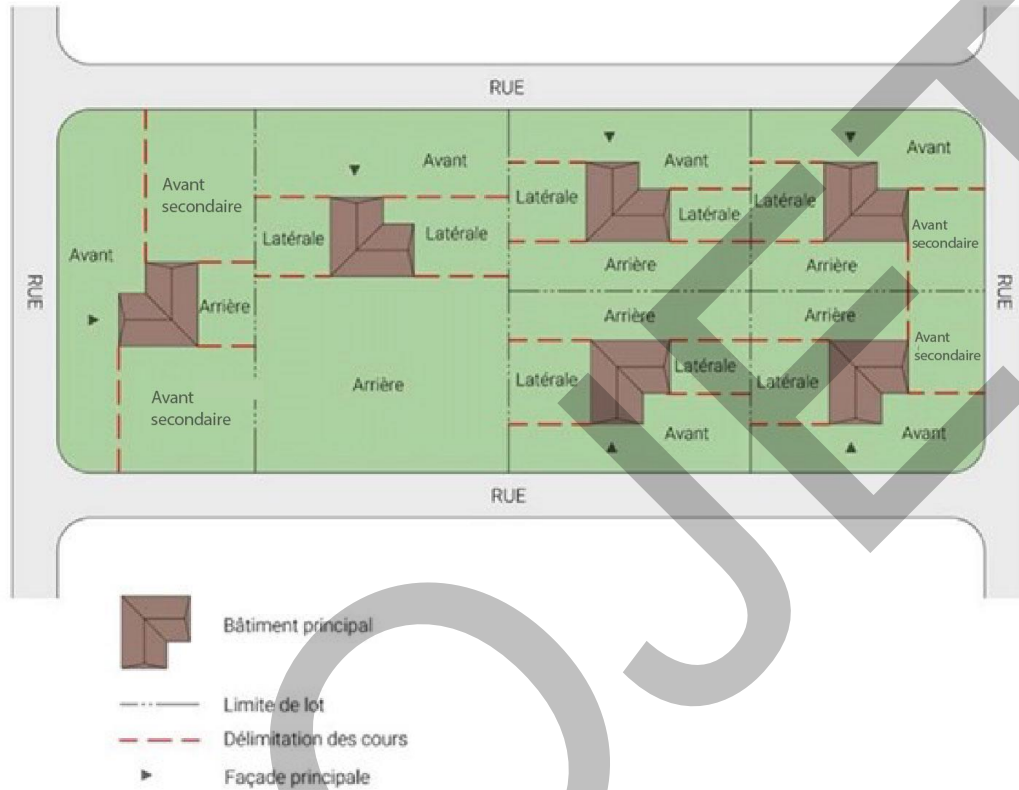 RUE
Avant
Avant
Avant
Avant
secondaire
Latérale
Latérale
Latérale
Avant
secondaire
Avant
Latérale
Latérale
Latérale
Arrière
Arrière
RUE
Arrière
RUE
Arrière
Arrière
Avant
secondaire
Latérale
Latérale
Latérale
Arrière
Avant
secondaire
Avant
Avant
RUE
Bâtiment principal
Limite de lot
Délimitation des cours
Façade principale
OJET